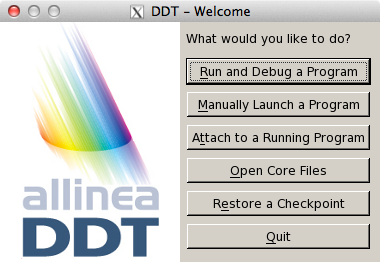 DDT – Welcome
What would you like to do?
Run and Debug a Program
Manually Launch a Program
Attach to a Running Program
Open Core Files
Restore a Checkpoint
Quit
allinea
DDT